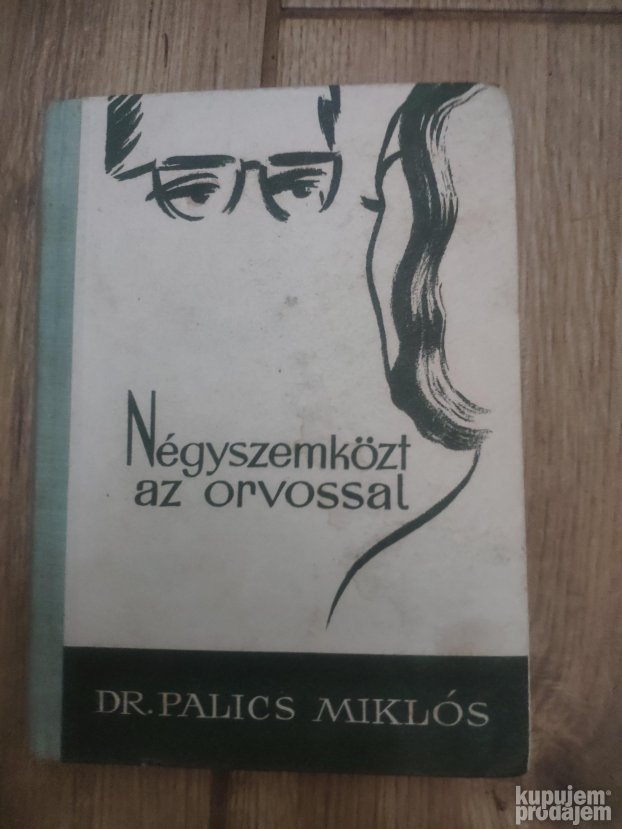 Négyszemközt
az orvossal
DR. PALICS MIKLÓS
kupujem
prodajem